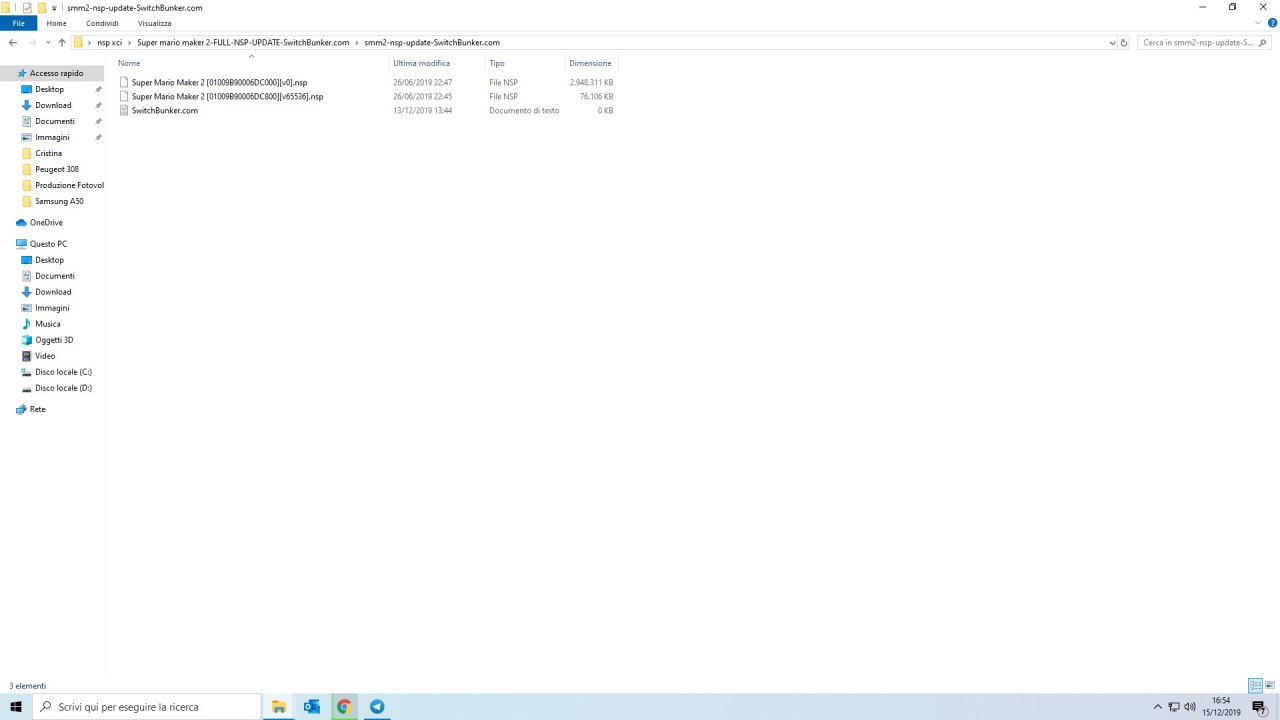 smm2-nsp-update-SwitchBunker.com
File Home Condividi Visualizza
nsp xci › Super mario maker 2-FULL-NSP-UPDATE-SwitchBunker.com › smm2-nsp-update-SwitchBunker.com
Cerca in smm2-nsp-update-S...
Nome Ultima modifica Tipo Dimensione
Super Mario Maker 2 [01009B90006DC000][v0].nsp 26/06/2019 22:47 File NSP 2.948.311 KB
Super Mario Maker 2 [01009B90006DC800][v65536].nsp 26/06/2019 22:45 File NSP 76.106 KB
SwitchBunker.com 13/12/2019 13:44 Documento di testo 0 KB
Accesso rapido
Desktop
Download
Documenti
Immagini
Cristina
Peugeot 308
Produzione Fotovol
Samsung A50
OneDrive
Questo PC
Desktop
Documenti
Download
Immagini
Musica
Oggetti 3D
Video
Disco locale (C:)
Disco locale (D:)
Rete
3 elementi
Scrivi qui per eseguire la ricerca
16:54
15/12/2019